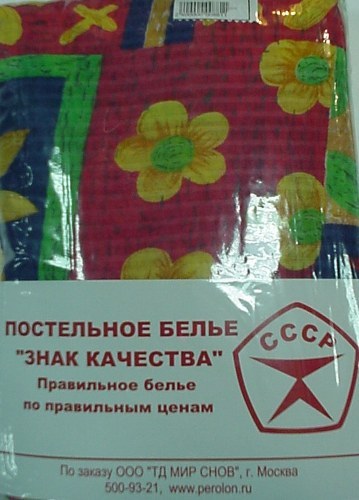 ПОСТЕЛЬНОЕ БЕЛЬЕ
"ЗНАК КАЧЕСТВА"
Правильное белье
по правильным ценам
СССР
По заказу ООО "ТД МИР СНОВ", г. Москва
500-93-21, www.perolon.ru